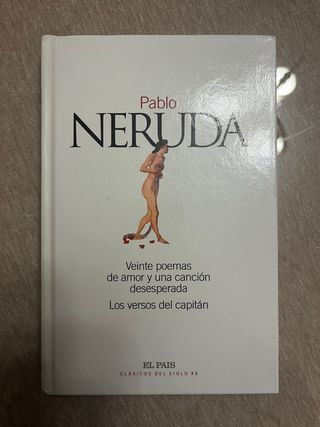 Pablo
NERUDA
Veinte poemas
de amor y una canción
desesperada
Los versos del capitán
EL PAIS
CLÁSICOS DEL SIGLO XX